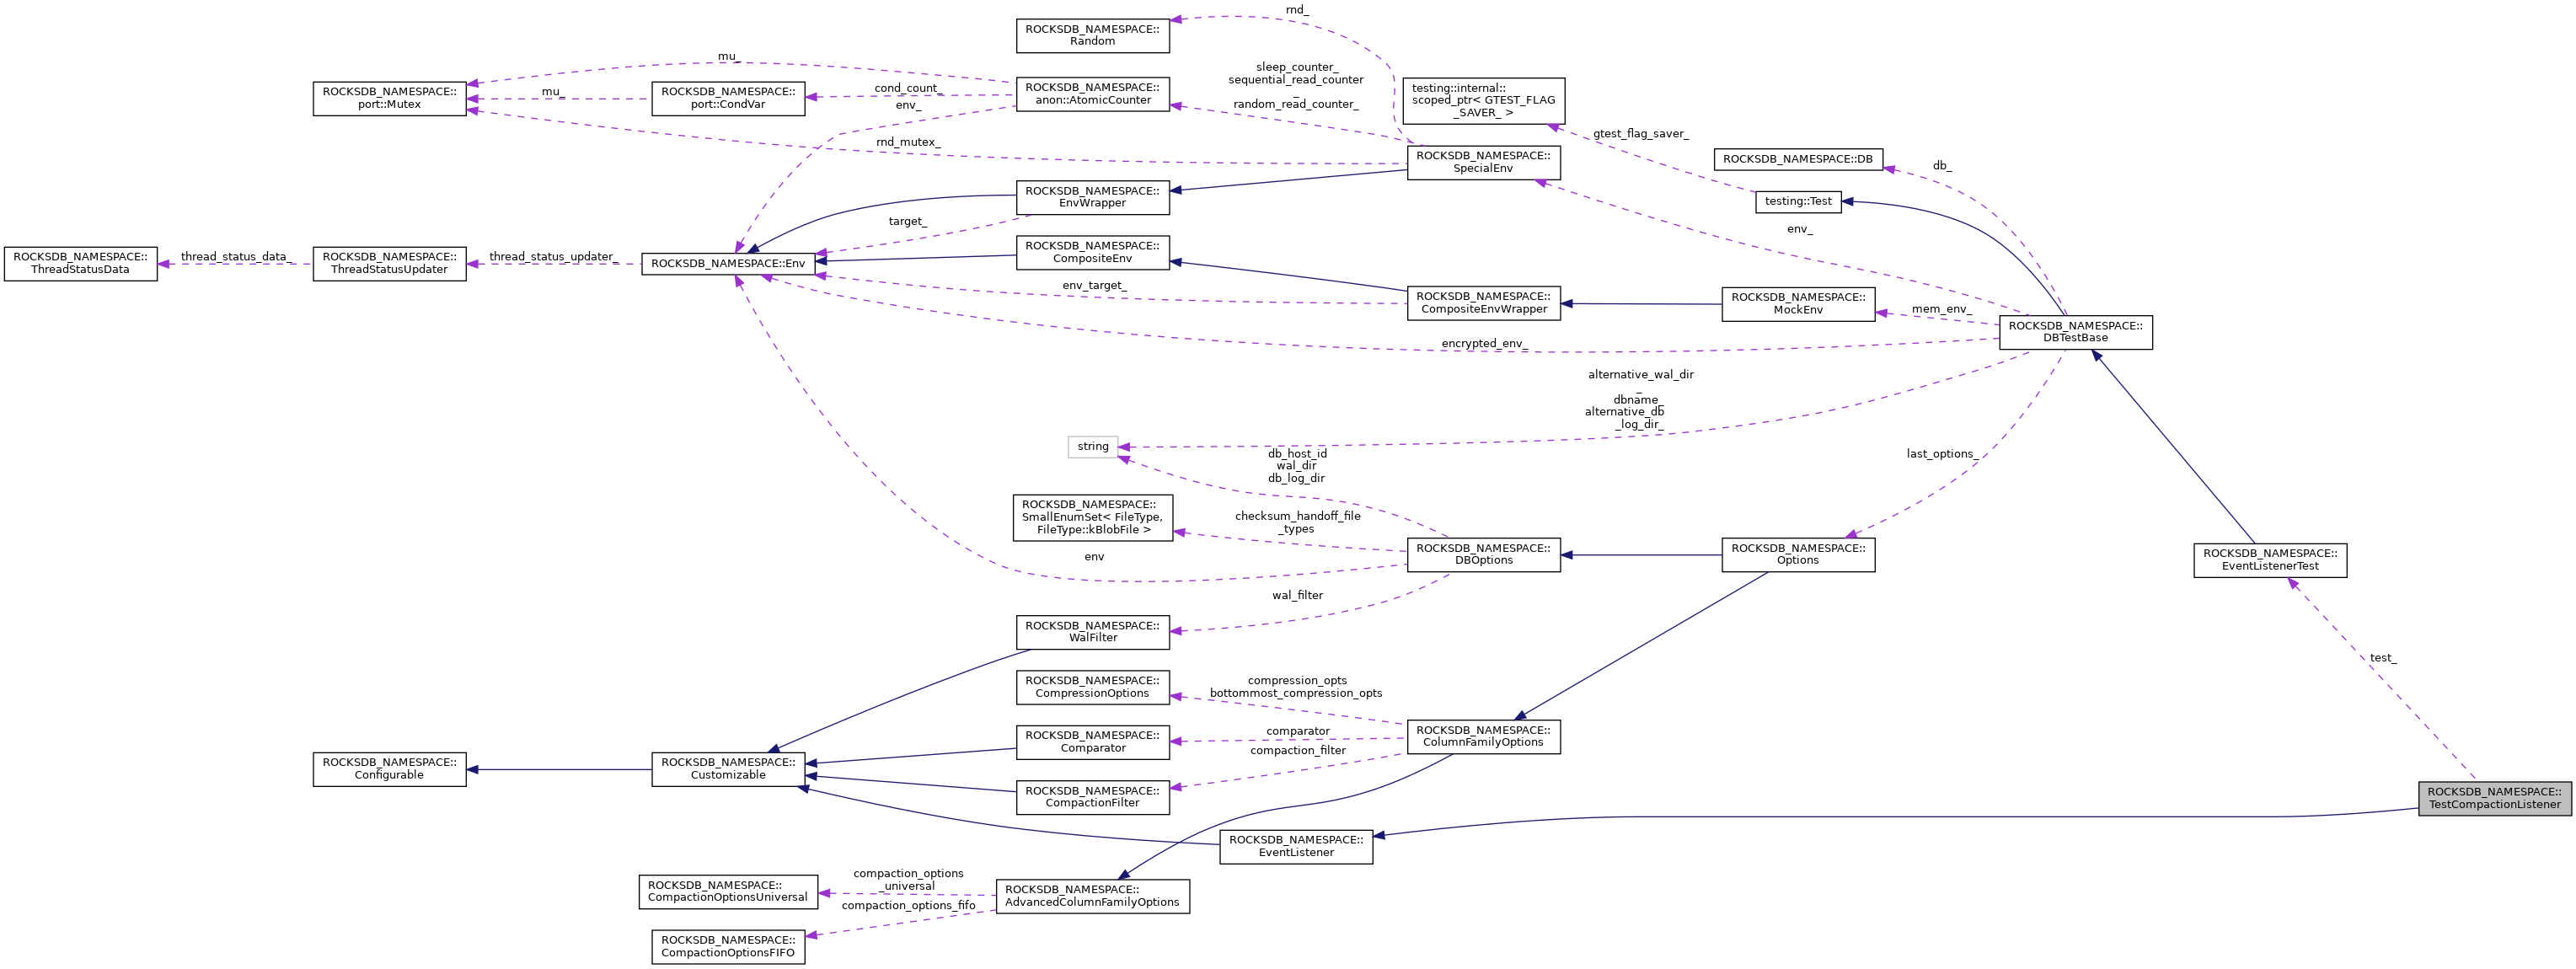 rnd_
ROCKSDB_NAMESPACE::
Random
mu_
sleep_counter_
sequential_read_counter
_
random_read_counter_
ROCKSDB_NAMESPACE::
port::Mutex
mu_
ROCKSDB_NAMESPACE::
port::CondVar
cond_count_
env_
ROCKSDB_NAMESPACE::
anon::AtomicCounter
testing::internal::
scoped_ptr< GTEST_FLAG
_SAVER_ >
gtest_flag_saver_
rnd_mutex_
ROCKSDB_NAMESPACE::
SpecialEnv
ROCKSDB_NAMESPACE::DB
db_
testing::Test
ROCKSDB_NAMESPACE::
EnvWrapper
target_
env_
ROCKSDB_NAMESPACE::
ThreadStatusData
thread_status_data_
ROCKSDB_NAMESPACE::
ThreadStatusUpdater
thread_status_updater_
ROCKSDB_NAMESPACE::Env
ROCKSDB_NAMESPACE::
CompositeEnv
env_target_
ROCKSDB_NAMESPACE::
CompositeEnvWrapper
ROCKSDB_NAMESPACE::
MockEnv
mem_env_
ROCKSDB_NAMESPACE::
DBTestBase
encrypted_env_
alternative_wal_dir
_
dbname_
alternative_db
_log_dir_
string
db_host_id
wal_dir
db_log_dir
last_options_
ROCKSDB_NAMESPACE::
SmallEnumSet< FileType,
FileType::kBlobFile >
checksum_handoff_file
_types
env
ROCKSDB_NAMESPACE::
DBOptions
ROCKSDB_NAMESPACE::
Options
ROCKSDB_NAMESPACE::
EventListenerTest
wal_filter
ROCKSDB_NAMESPACE::
WalFilter
test_
ROCKSDB_NAMESPACE::
CompressionOptions
compression_opts
bottommost_compression_opts
ROCKSDB_NAMESPACE::
Comparator
comparator
compaction_filter
ROCKSDB_NAMESPACE::
ColumnFamilyOptions
ROCKSDB_NAMESPACE::
Configurable
ROCKSDB_NAMESPACE::
Customizable
ROCKSDB_NAMESPACE::
CompactionFilter
ROCKSDB_NAMESPACE::
TestCompactionListener
ROCKSDB_NAMESPACE::
EventListener
ROCKSDB_NAMESPACE::
CompactionOptionsUniversal
compaction_options
_universal
compaction_options_fifo
ROCKSDB_NAMESPACE::
AdvancedColumnFamilyOptions
ROCKSDB_NAMESPACE::
CompactionOptionsFIFO